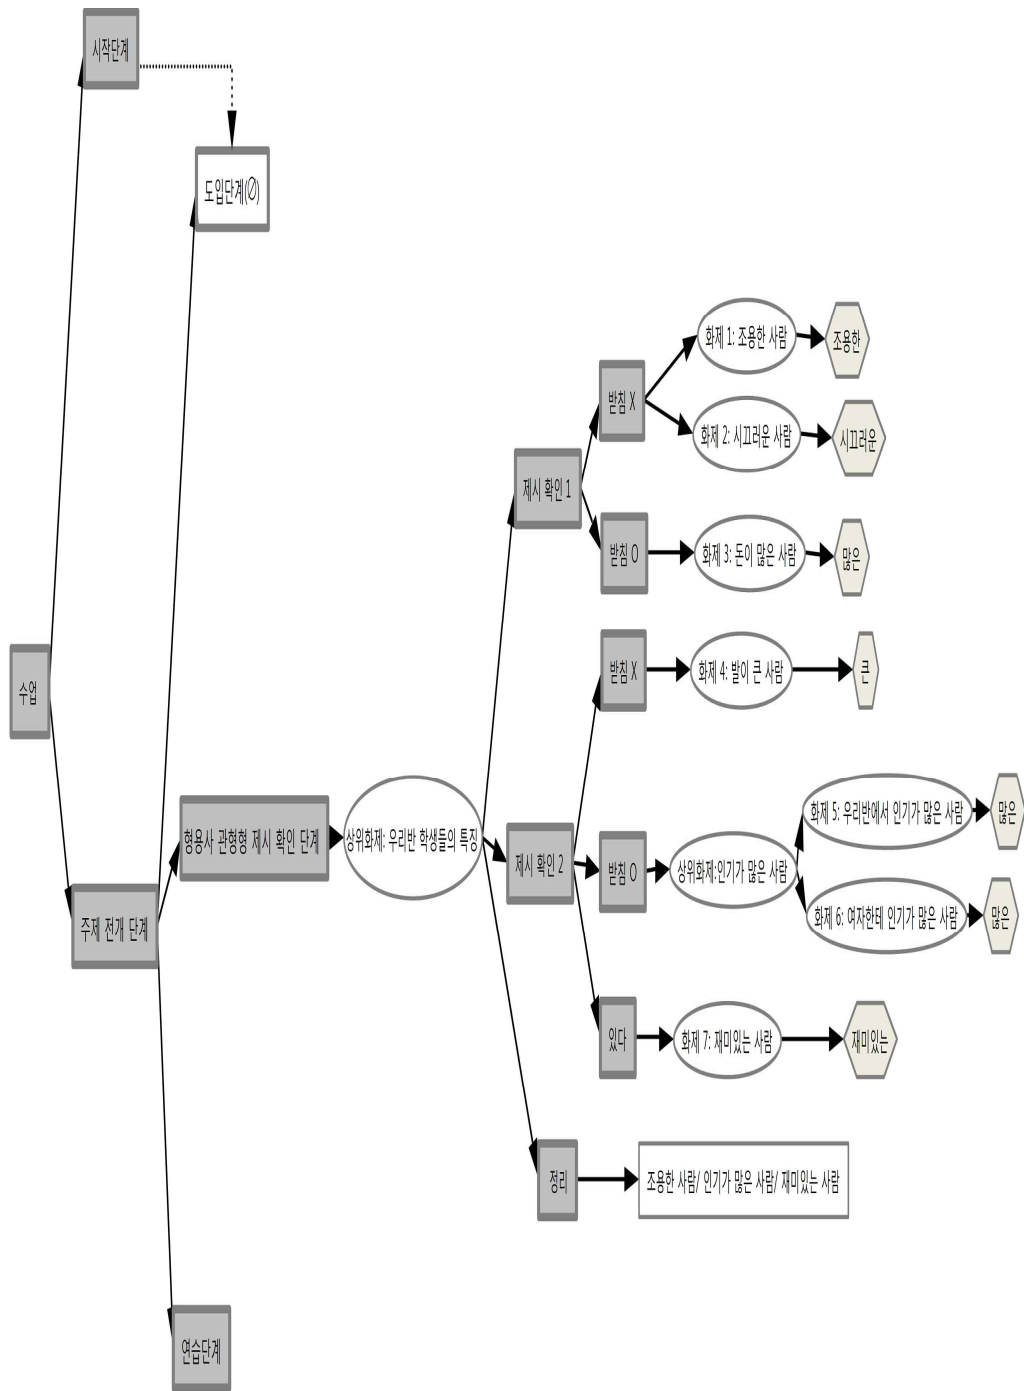 시작단계
도입단계(∅)
수업
주제 전개 단계
형용사 관형형 제시 확인 단계
상위화제: 우리반 학생들의 특징
제시 확인 1
받침 X
화제 1: 조용한 사람
조용한
화제 2: 시끄러운 사람
시끄러운
받침 O
화제 3: 돈이 많은 사람
많은
제시 확인 2
받침 X
화제 4: 발이 큰 사람
큰
받침 O
상위화제:인기가 많은 사람
화제 5: 우리반에서 인기가 많은 사람
많은
화제 6: 여자한테 인기가 많은 사람
많은
있다
화제 7: 재미있는 사람
재미있는
정리
조용한 사람/ 인기가 많은 사람/ 재미있는 사람
연습단계